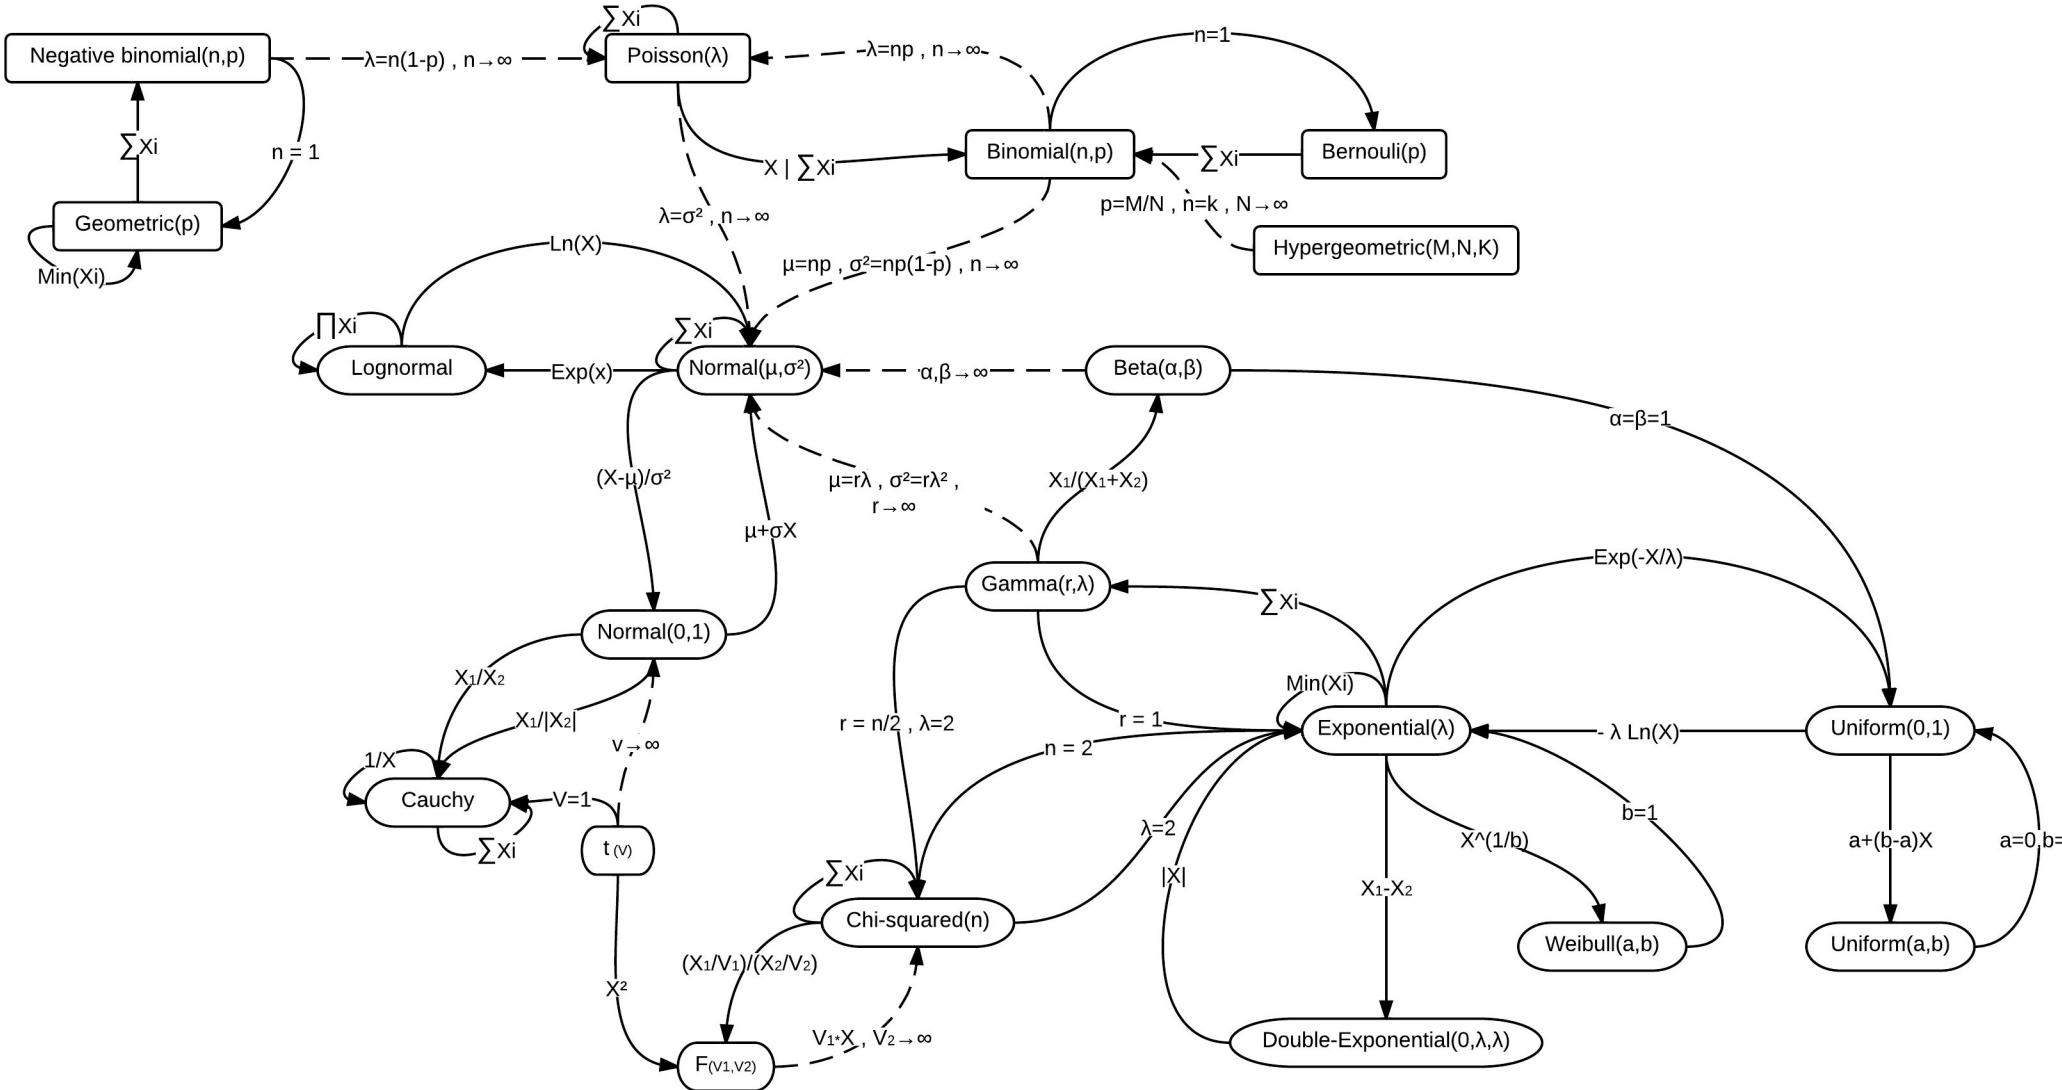 ∑Xi
Negative binomial(n,p)
λ=n(1-p) , n→∞
Poisson(λ)
λ=np , n→∞
n=1
∑Xi
n = 1
X | ∑Xi
Binomial(n,p)
∑Xi
Bernouli(p)
Geometric(p)
λ=σ² , n→∞
p=M/N , n=k , N→∞
Min(Xi)
Ln(X)
µ=np , σ²=np(1-p) , n→∞
Hypergeometric(M,N,K)
∏Xi
∑Xi
Lognormal
Exp(x)
Normal(µ,σ²)
α,β→∞
Beta(α,β)
α=β=1
(X-µ)/σ²
µ=rλ , σ²=rλ² ,
r→∞
X1/(X1+X2)
µ+σX
Exp(-X/λ)
Gamma(r,λ)
∑Xi
Normal(0,1)
X1/X2
X1/|X2|
Min(Xi)
r = n/2 , λ=2
r = 1
Exponential(λ)
- λ Ln(X)
Uniform(0,1)
v→∞
n = 2
1/X
Cauchy
V=1
b=1
∑Xi
t (V)
λ=2
X^(1/b)
a+(b-a)X
a=0,b=
∑Xi
|X|
X1-X2
Chi-squared(n)
Weibull(a,b)
Uniform(a,b)
(X1/V1)/(X2/V2)
X²
V1*X , V2→∞
Double-Exponential(0,λ,λ)
F(V1,V2)